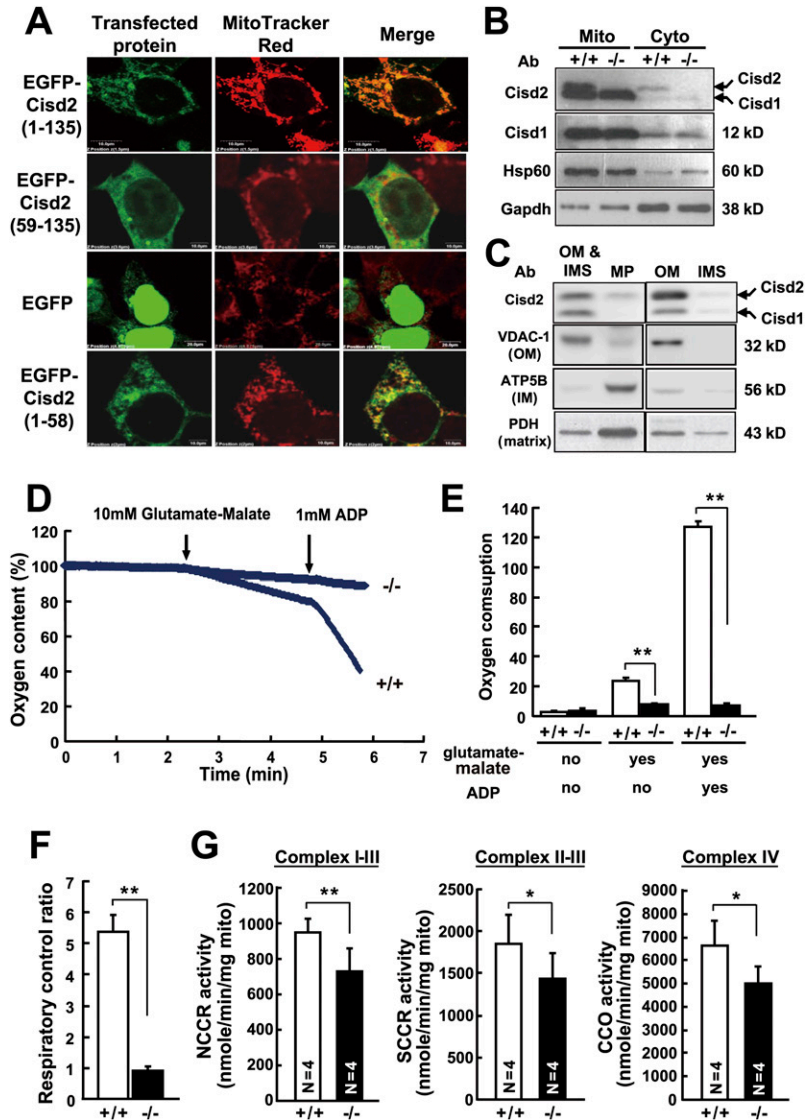 A
Transfected protein
MitoTracker Red
Merge
EGFP-Cisd2 (1-135)
EGFP-Cisd2 (59-135)
EGFP
EGFP-Cisd2 (1-58)
B
Mito Cyto
Ab +/+ -/- +/+ -/-
Cisd2
Cisd2
Cisd1
Cisd1 12 kD
Hsp60 60 kD
Gapdh 38 kD
C
Ab OM & IMS MP OM IMS
Cisd2
Cisd2
Cisd1
VDAC-1 (OM) 32 kD
ATP5B (IM) 56 kD
PDH (matrix) 43 kD
D
10mM Glutamate-Malate 1mM ADP
Oxygen content (%)
120
100
80
60
40
20
0
-/-
+/+
0 1 2 3 4 5 6 7
Time (min)
E
Oxygen comsuption
140
120
100
80
60
40
20
0
**
**
+/+ -/- +/+ -/- +/+ -/-
glutamate-malate no yes yes
ADP no no yes
F
Respiratory control ratio
7
6
5
4
3
2
1
0
**
+/+ -/-
G
Complex I-III
NCCR activity (nmole/min/mg mito)
1200
1000
800
600
400
200
0
**
N=4 N=4
+/+ -/-
Complex II-III
SCCR activity (nmole/min/mg mito)
2500
2000
1500
1000
500
0
*
N=4 N=4
+/+ -/-
Complex IV
CCO activity (nmole/min/mg mito)
9000
8000
7000
6000
5000
4000
3000
2000
1000
0
*
N=4 N=4
+/+ -/-